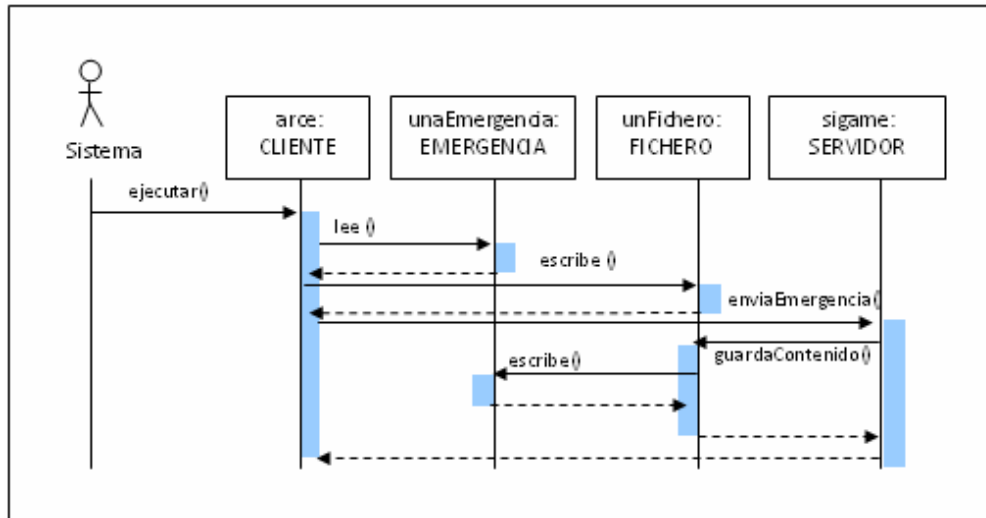 arce:
CLIENTE
unaEmergencia:
EMERGENCIA
unFichero:
FICHERO
sigame:
SERVIDOR
Sistema
ejecutar()
lee ()
escribe ()
enviaEmergencia()
guardaContenido()
escribe()